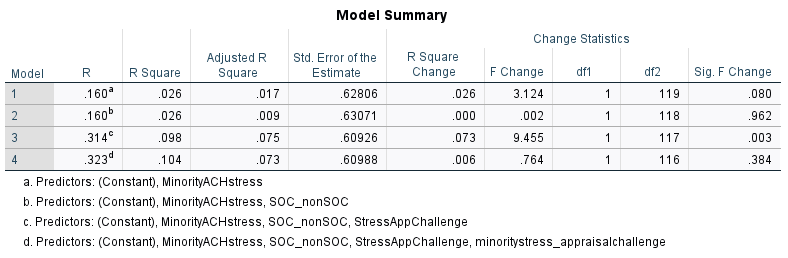 Model Summary
Change Statistics
Model R R Square Adjusted R Square Std. Error of the Estimate R Square Change F Change df1 df2 Sig. F Change
1 .160a .026 .017 .62806 .026 3.124 1 119 .080
2 .160b .026 .009 .63071 .000 .002 1 118 .962
3 .314c .098 .075 .60926 .073 9.455 1 117 .003
4 .323d .104 .073 .60988 .006 .764 1 116 .384
a. Predictors: (Constant), MinorityACHstress
b. Predictors: (Constant), MinorityACHstress, SOC_nonSOC
c. Predictors: (Constant), MinorityACHstress, SOC_nonSOC, StressAppChallenge
d. Predictors: (Constant), MinorityACHstress, SOC_nonSOC, StressAppChallenge, minoritystress_appraisalchallenge